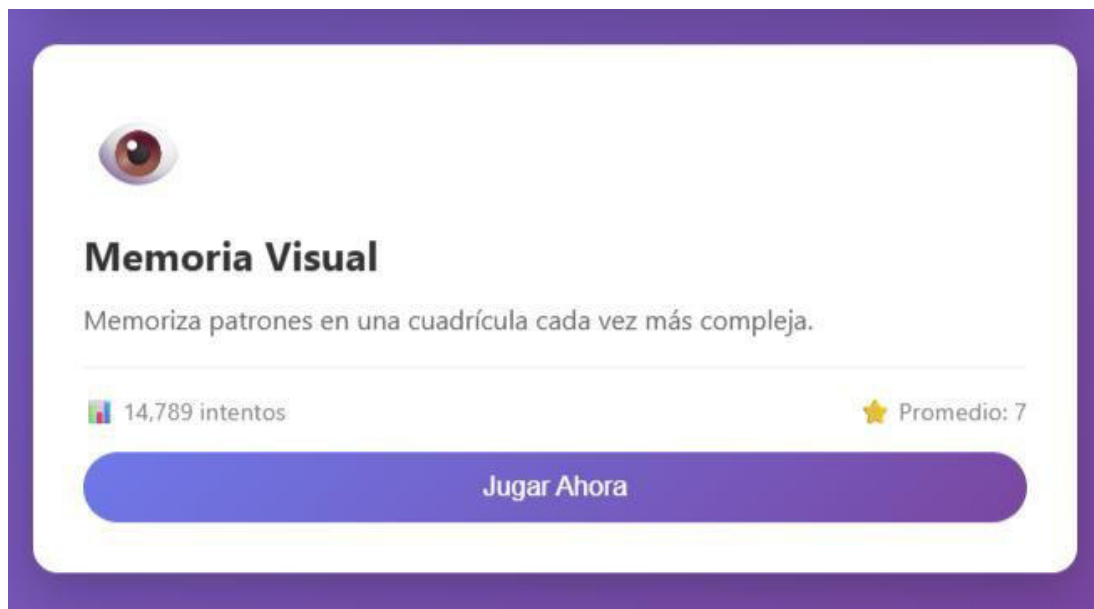 Memoria Visual
Memoriza patrones en una cuadrícula cada vez más compleja.
14,789 intentos
Promedio: 7
Jugar Ahora